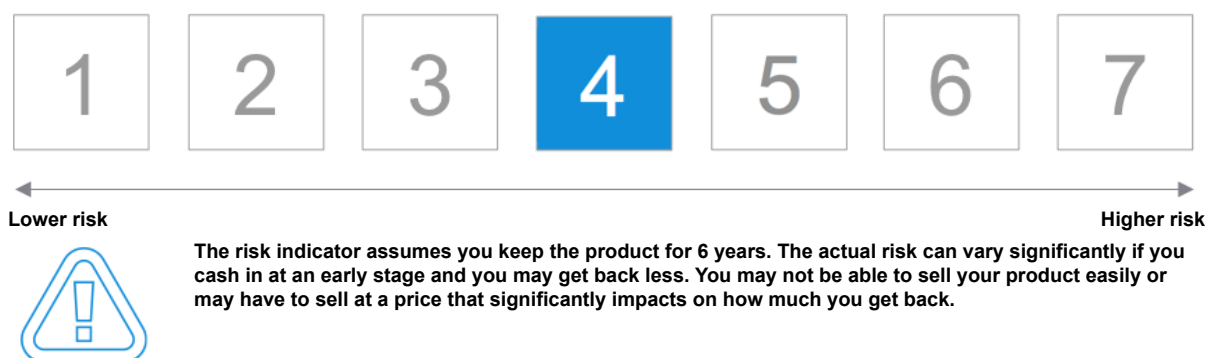 1 2 3 4 5 6 7
Lower risk Higher risk
The risk indicator assumes you keep the product for 6 years. The actual risk can vary significantly if you
cash in at an early stage and you may get back less. You may not be able to sell your product easily or
may have to sell at a price that significantly impacts on how much you get back.